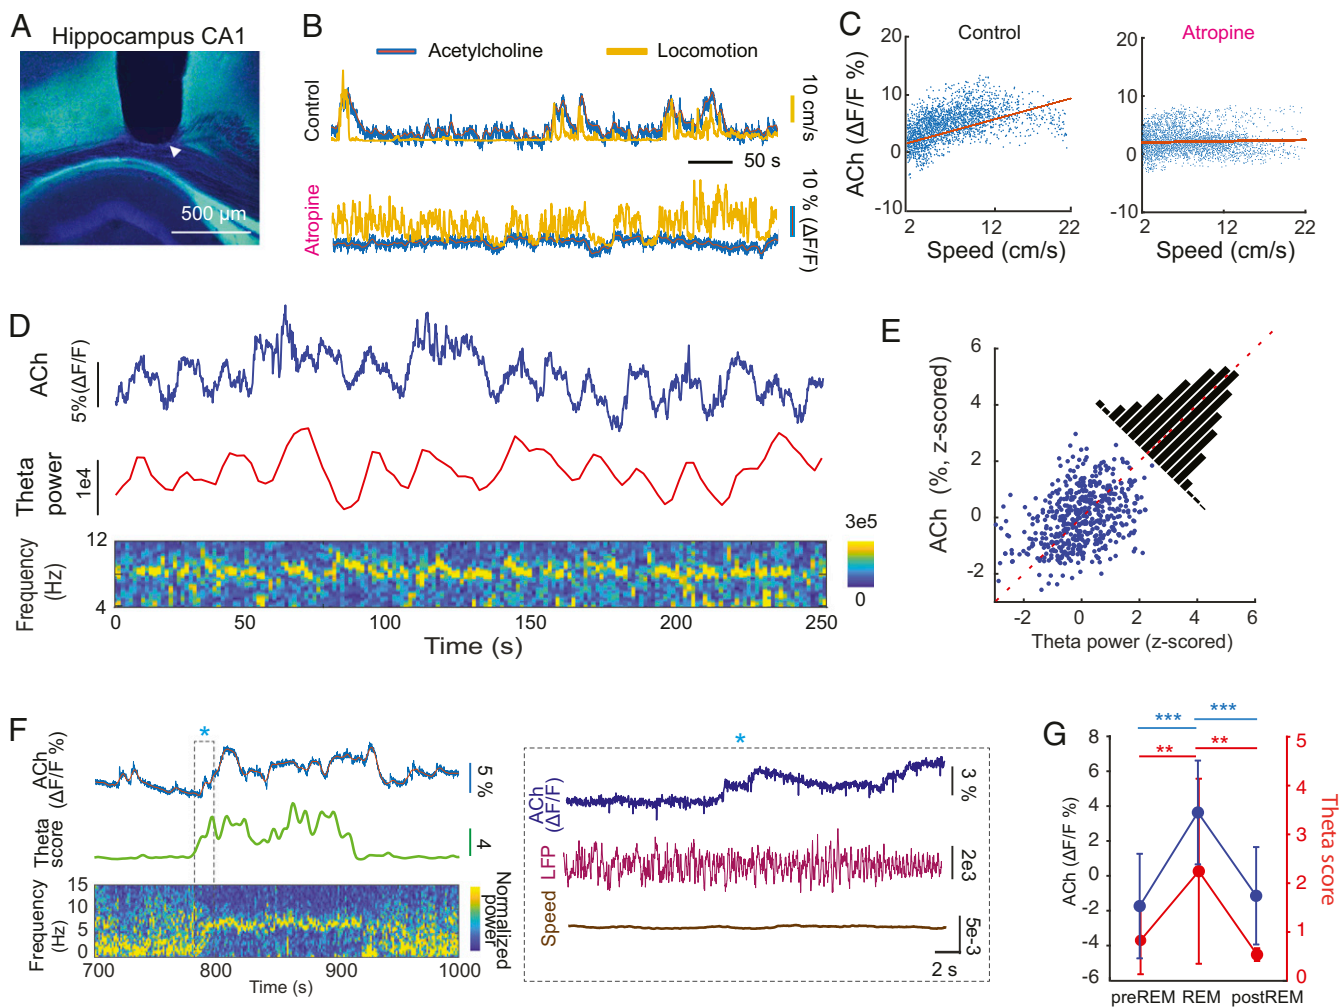 A
Hippocampus CA1
500 µm
B
Acetylcholine
Locomotion
Control
10 cm/s
50 s
Atropine
10 % (ΔF/F)
C
Control
Atropine
ACh (ΔF/F %)
20
10
0
-10
2
12
22
Speed (cm/s)
20
10
0
-10
2
12
22
Speed (cm/s)
D
ACh
5%(ΔF/F)
Theta
power
1e4
Frequency
(Hz)
12
4
3e5
0
0
50
100
150
200
250
Time (s)
E
ACh (%, z-scored)
6
4
2
0
-2
-2
0
2
4
6
Theta power (z-scored)
F
*
ACh
(ΔF/F %)
5 %
Theta
score
4
Frequency
(Hz)
15
10
5
0
Normalized
power
700
800
900
1000
Time (s)
*
ACh
(ΔF/F)
3 %
LFP
2e3
Speed
5e-3
2 s
G
***
***
**
**
ACh (ΔF/F %)
8
6
4
2
0
-2
-4
-6
5
4
3
2
1
0
Theta score
preREM
REM
postREM